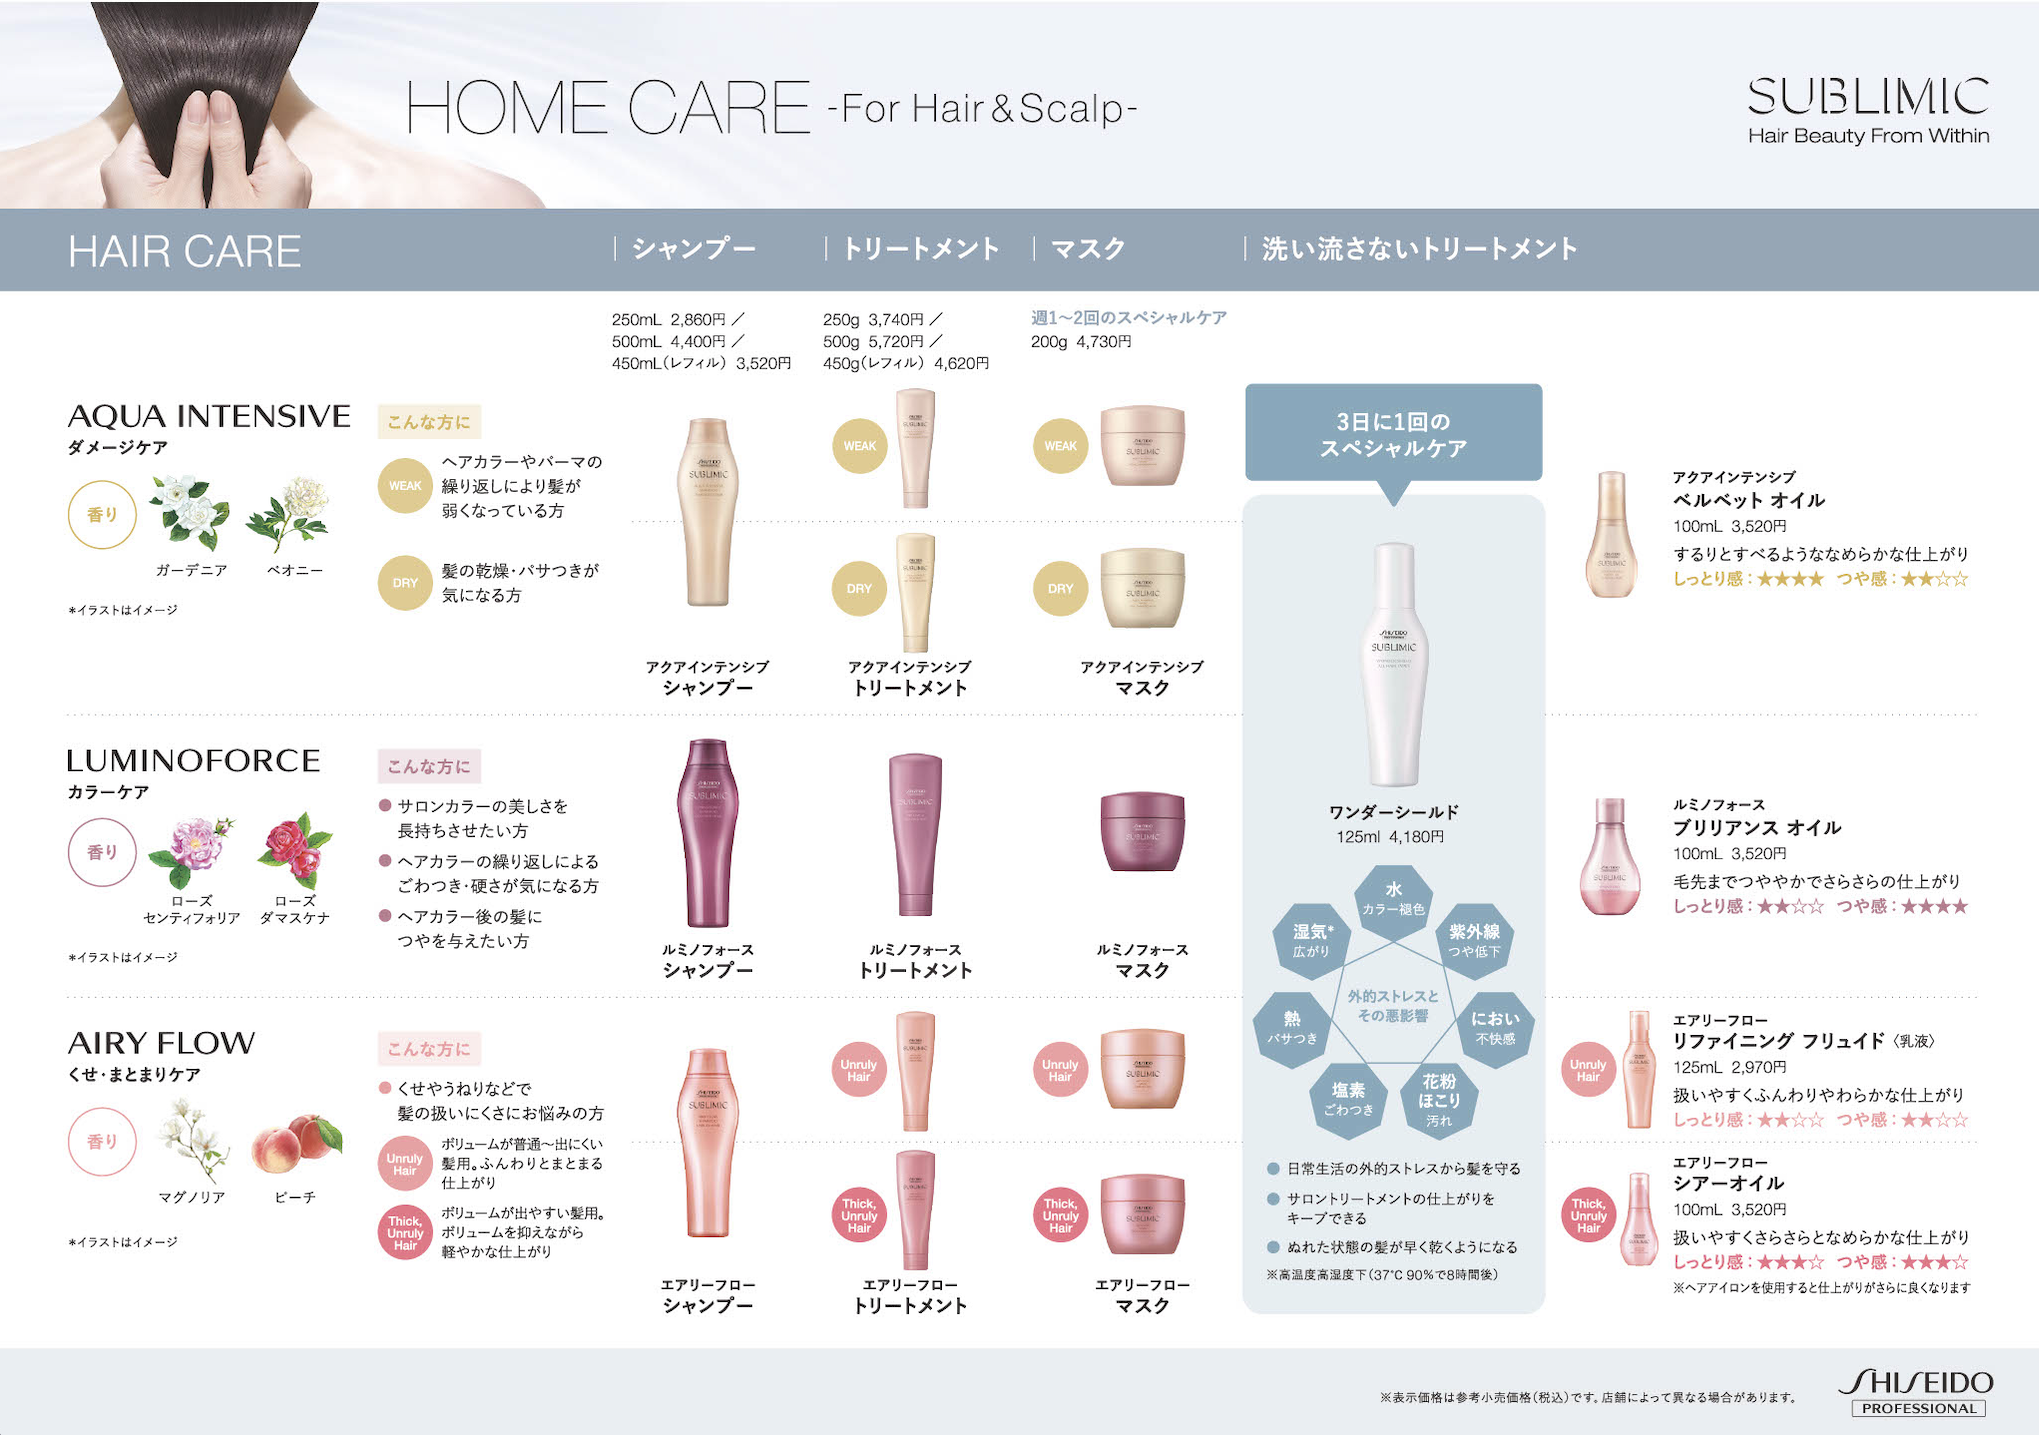 HOME CARE -For Hair&Scalp-
SUBLIMIC
Hair Beauty From Within
HAIR CARE
シャンプー
トリートメント
マスク
洗い流さないトリートメント
250mL 2,860円／
500mL 4,400円／
450mL(レフィル) 3,520円
250g 3,740円／
500g 5,720円／
450g(レフィル) 4,620円
週1〜2回のスペシャルケア
200g 4,730円
AQUA INTENSIVE
ダメージケア
香り
ガーデニア
ペオニー
*イラストはイメージ
こんな方に
WEAK
ヘアカラーやパーマの
繰り返しにより髪が
弱くなっている方
DRY
髪の乾燥・パサつきが
気になる方
SUBLIMIC
アクアインテンシブ
シャンプー
WEAK
SUBLIMIC
DRY
SUBLIMIC
アクアインテンシブ
トリートメント
WEAK
SUBLIMIC
DRY
SUBLIMIC
アクアインテンシブ
マスク
3日に1回の
スペシャルケア
SHISEIDO
PROFESSIONAL
SUBLIMIC
ワンダーシールド
125ml 4,180円
水
カラー褪色
湿気*
広がり
紫外線
つや低下
外的ストレスと
その悪影響
熱
パサつき
におい
不快感
塩素
ごわつき
花粉
ほこり
汚れ
日常生活の外的ストレスから髪を守る
サロントリートメントの仕上がりを
キープできる
ぬれた状態の髪が早く乾くようになる
※高温度高湿度下(37℃ 90%で8時間後)
SUBLIMIC
アクアインテンシブ
ベルベット オイル
100mL 3,520円
するりとすべるようななめらかな仕上がり
しっとり感：★★★★ つや感：★★☆☆
LUMINOFORCE
カラーケア
香り
ローズ
センティフォリア
ローズ
ダマスケナ
*イラストはイメージ
こんな方に
サロンカラーの美しさを
長持ちさせたい方
ヘアカラーの繰り返しによる
ごわつき・硬さが気になる方
ヘアカラー後の髪に
つやを与えたい方
SUBLIMIC
ルミノフォース
シャンプー
SUBLIMIC
ルミノフォース
トリートメント
SUBLIMIC
ルミノフォース
マスク
SUBLIMIC
ルミノフォース
ブリリアンス オイル
100mL 3,520円
毛先までつややかでさらさらの仕上がり
しっとり感：★★☆☆ つや感：★★★★
AIRY FLOW
くせ・まとまりケア
香り
マグノリア
ピーチ
*イラストはイメージ
こんな方に
くせやうねりなどで
髪の扱いにくさにお悩みの方
Unruly
Hair
ボリュームが普通〜出にくい
髪用。ふんわりとまとまる
仕上がり
Thick,
Unruly
Hair
ボリュームが出やすい髪用。
ボリュームを抑えながら
軽やかな仕上がり
SUBLIMIC
エアリーフロー
シャンプー
Unruly
Hair
SUBLIMIC
Thick,
Unruly
Hair
SUBLIMIC
エアリーフロー
トリートメント
Unruly
Hair
SUBLIMIC
Thick,
Unruly
Hair
SUBLIMIC
エアリーフロー
マスク
Unruly
Hair
SUBLIMIC
エアリーフロー
リファイニング フリュイド〈乳液〉
125mL 2,970円
扱いやすくふんわりやわらかな仕上がり
しっとり感：★★☆☆ つや感：★★☆☆
Thick,
Unruly
Hair
エアリーフロー
シアーオイル
100mL 3,520円
扱いやすくさらさらとなめらかな仕上がり
しっとり感：★★★☆ つや感：★★★☆
※ヘアアイロンを使用すると仕上がりがさらに良くなります
※表示価格は参考小売価格(税込)です。店舗によって異なる場合があります。
SHISEIDO
PROFESSIONAL